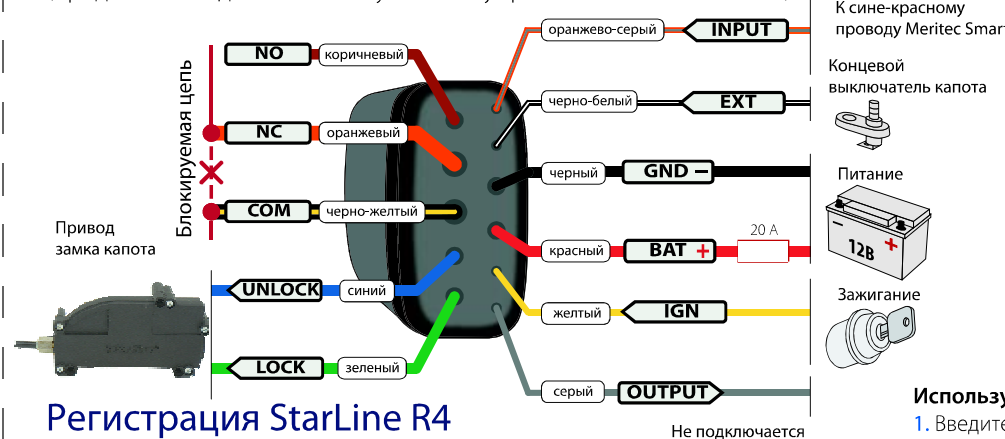 К сине-красному
проводу Meritec Smar
оранжево-серый
INPUT
NO
коричневый
Концевой
выключатель капота
черно-белый
EXT
Блокируемая цепь
NC
оранжевый
черный
GND −
Питание
COM
черно-желтый
Привод
замка капота
красный
BAT +
20 А
− +
12В
UNLOCK
синий
Зажигание
желтый
IGN
LOCK
зеленый
серый
OUTPUT
Регистрация StarLine R4
Не подключается
Использу
1. Введите